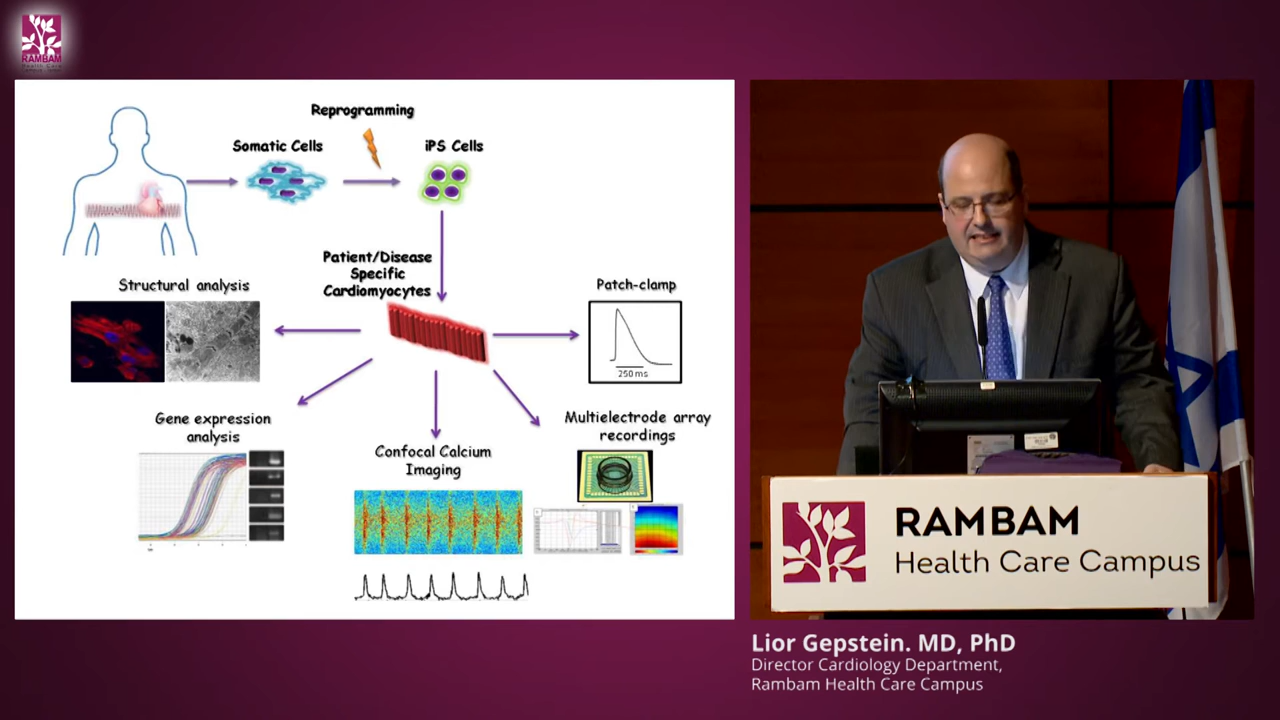 RAMBAM
Health Care
Reprogramming
Somatic Cells
iPS Cells
Patient/Disease
Specific
Cardiomyocytes
Structural analysis
Patch-clamp
250 ms
Gene expression
analysis
Confocal Calcium
Imaging
Multielectrode array
recordings
RAMBAM
Health Care Campus
Lior Gepstein. MD, PhD
Director Cardiology Department,
Rambam Health Care Campus